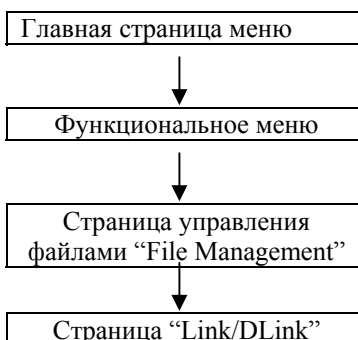 Главная страница меню
Функциональное меню
Страница управления
файлами “File Management”
Страница “Link/DLink”